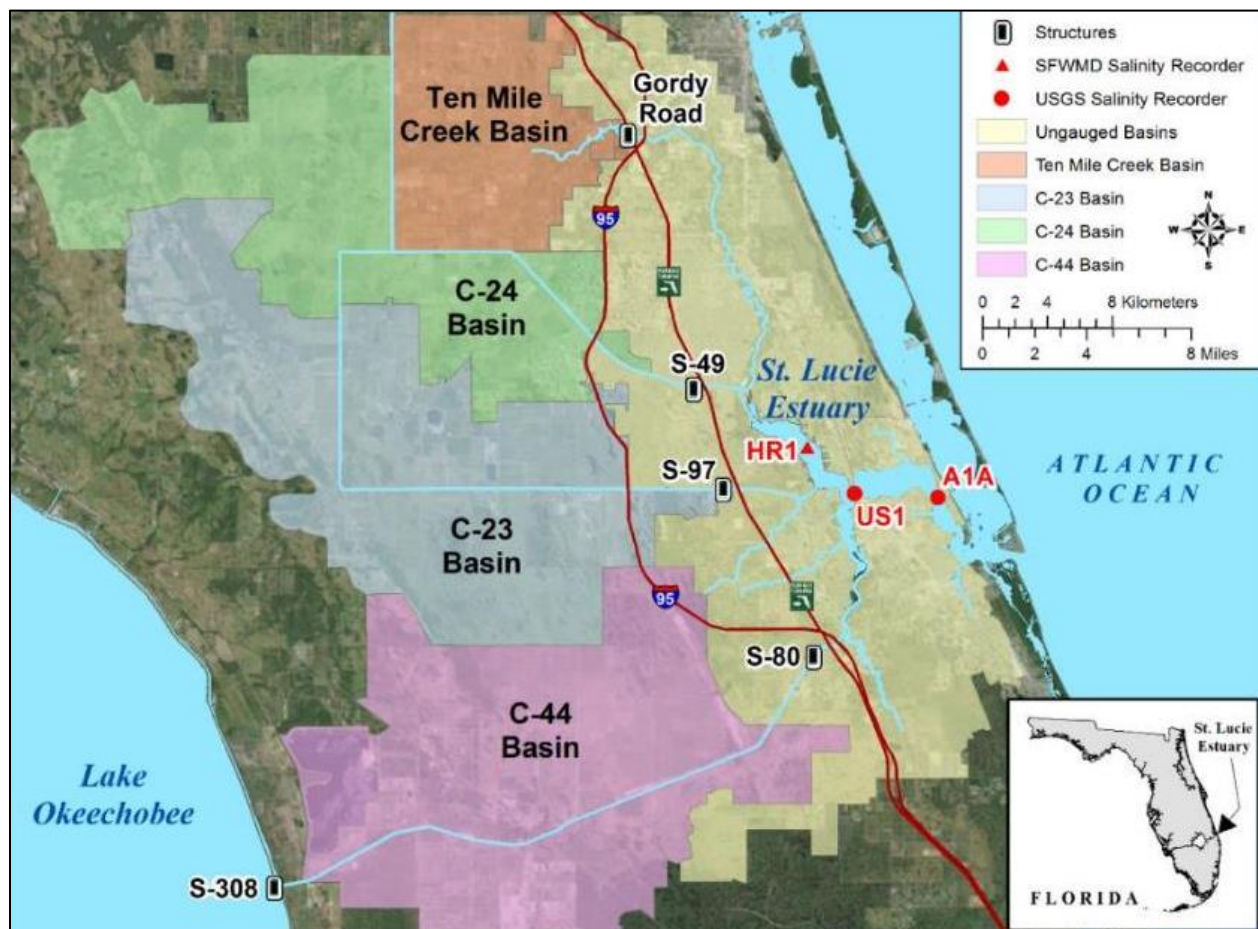 Structures
SFWMD Salinity Recorder
USGS Salinity Recorder
Ungauged Basins
Ten Mile Creek Basin
C-23 Basin
C-24 Basin
C-44 Basin
N
W E
S
0 2 4 8 Kilometers
0 2 4 8 Miles
Ten Mile
Creek Basin
Gordy
Road
95
C-24
Basin
S-49
St. Lucie
Estuary
HR1
S-97
A1A
US1
ATLANTIC
OCEAN
C-23
Basin
95
S-80
C-44
Basin
Lake
Okeechobee
S-308
St. Lucie
Estuary
FLORIDA